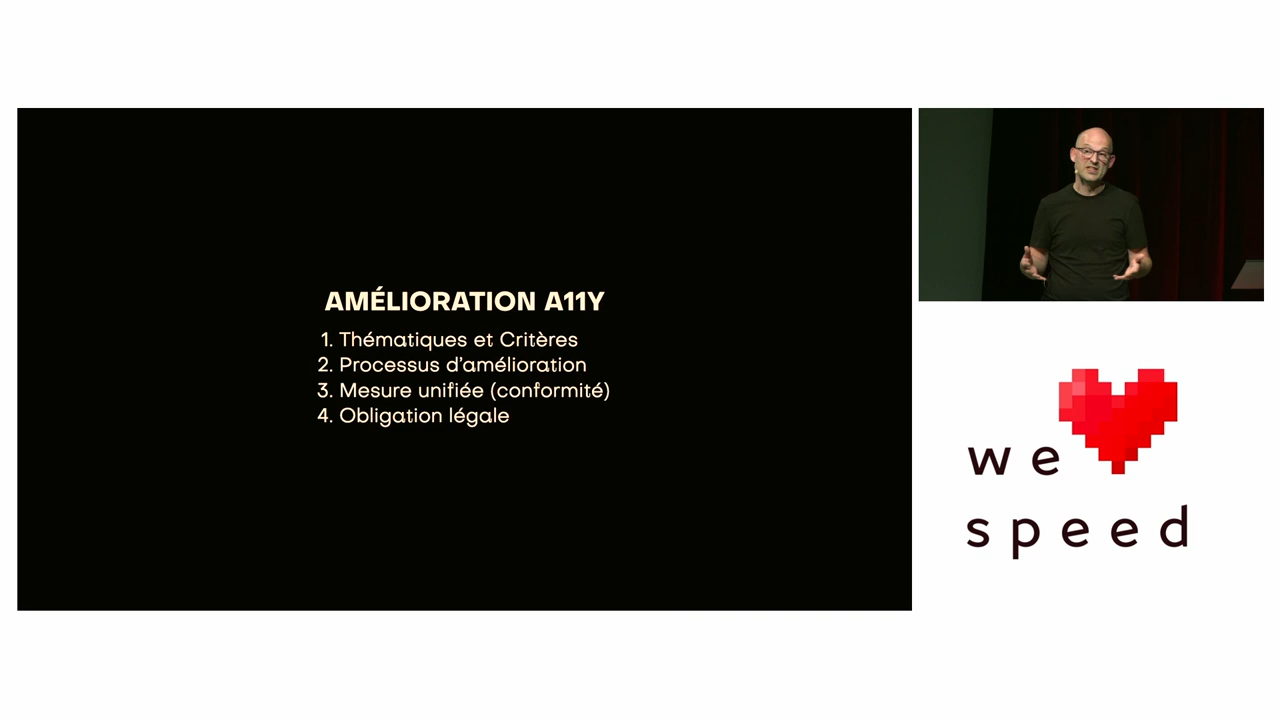 AMÉLIORATION A11Y
1. Thématiques et Critères
2. Processus d’amélioration
3. Mesure unifiée (conformité)
4. Obligation légale
we
speed